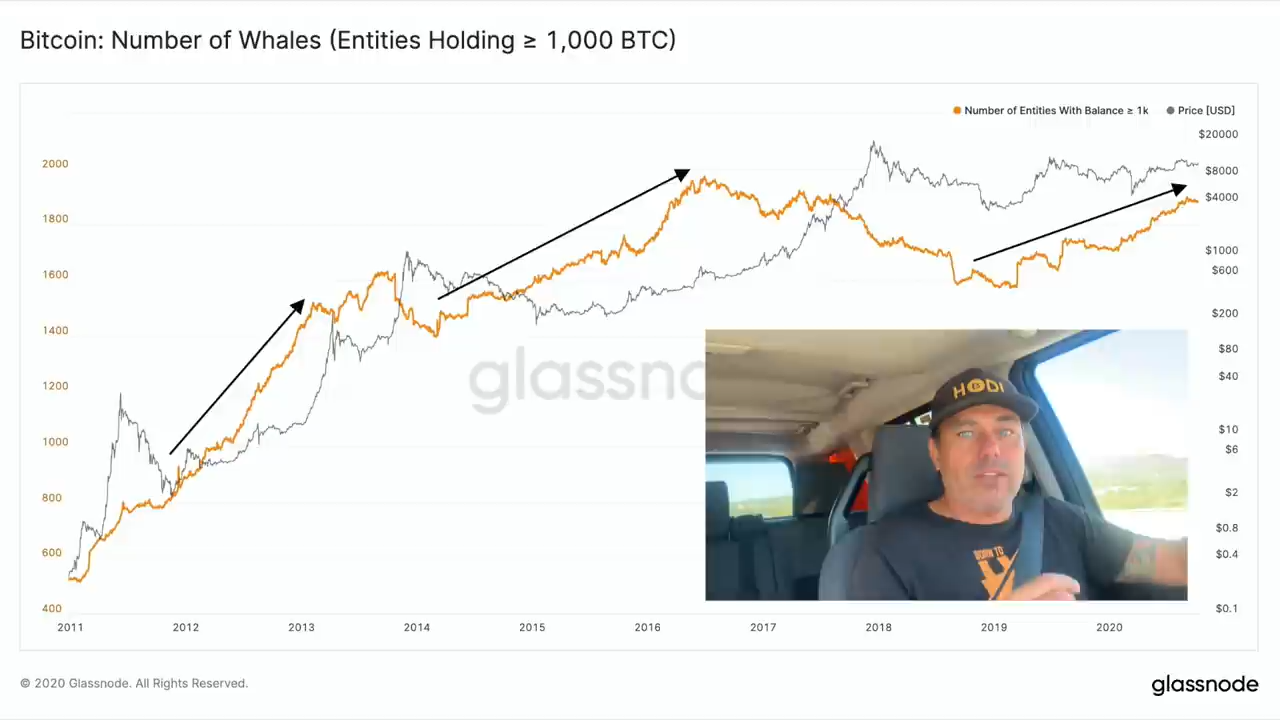 Bitcoin: Number of Whales (Entities Holding ≥ 1,000 BTC)
Number of Entities With Balance ≥ 1k
Price [USD]
2000
1800
1600
1400
1200
1000
800
600
400
$20000
$8000
$4000
$1000
$600
$200
$80
$40
$10
$6
$2
$0.8
$0.4
$0.1
glassno
HODL
BORN TO
2011 2012 2013 2014 2015 2016 2017 2018 2019 2020
© 2020 Glassnode. All Rights Reserved.
glassnode